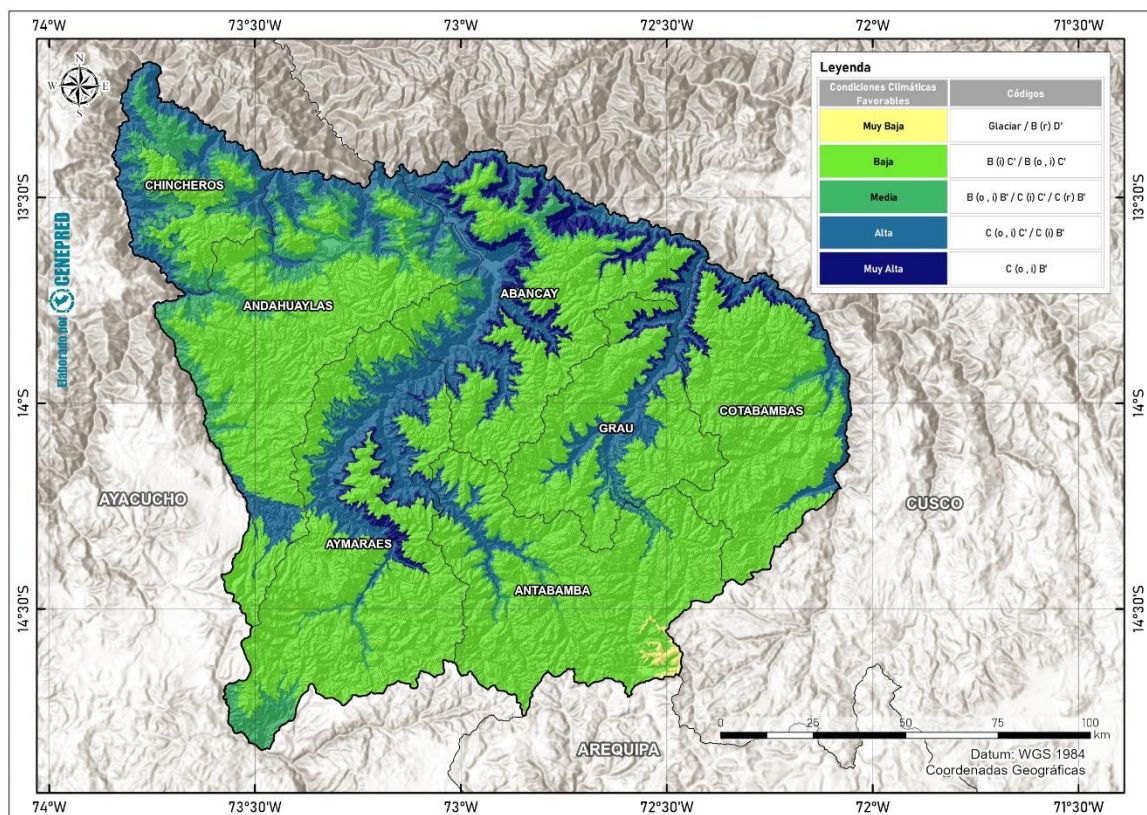 74°W 73°30'W 73°W 72°30'W 72°W 71°30'W
N
W E
S
Leyenda
Condiciones Climáticas Favorables Códigos
Muy Baja Glaciar / B (r) D'
Baja B (i) C' / B (o , i) C'
Media B (o , i) B' / C (i) C' / C (r) B'
Alta C (o , i) C' / C (i) B'
Muy Alta C (o , i) B'
13°30'S 13°30'S
14°S 14°S
14°30'S 14°30'S
Elaborado por CENEPRED
CHINCHEROS
ANDAHUAYLAS
ABANCAY
COTABAMBAS
GRAU
AYACUCHO
CUSCO
AYMARAES
ANTABAMBA
AREQUIPA
0 25 50 75 100
km
Datum: WGS 1984
Coordenadas Geográficas
74°W 73°30'W 73°W 72°30'W 72°W 71°30'W